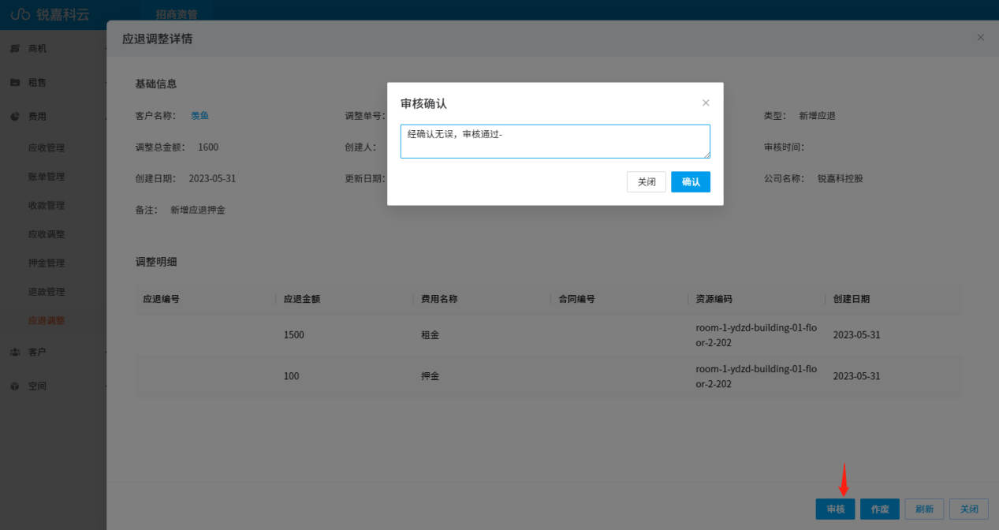 锐嘉科云
招商资管
商机
租售
费用
应收管理
账单管理
收款管理
应收调整
押金管理
退款管理
应退调整
客户
空间
应退调整详情
基础信息
客户名称： 羡鱼
调整单号：
类型： 新增应退
调整总金额： 1600
创建人：
审核时间：
创建日期： 2023-05-31
更新日期：
公司名称： 锐嘉科控股
备注： 新增应退押金
审核确认
经确认无误，审核通过-
关闭 确认
调整明细
应退编号 应退金额 费用名称 合同编号 资源编码 创建日期
1500 租金 room-1-ydzd-building-01-flo 2023-05-31
or-2-202
100 押金 room-1-ydzd-building-01-flo 2023-05-31
or-2-202
审核 作废 刷新 关闭